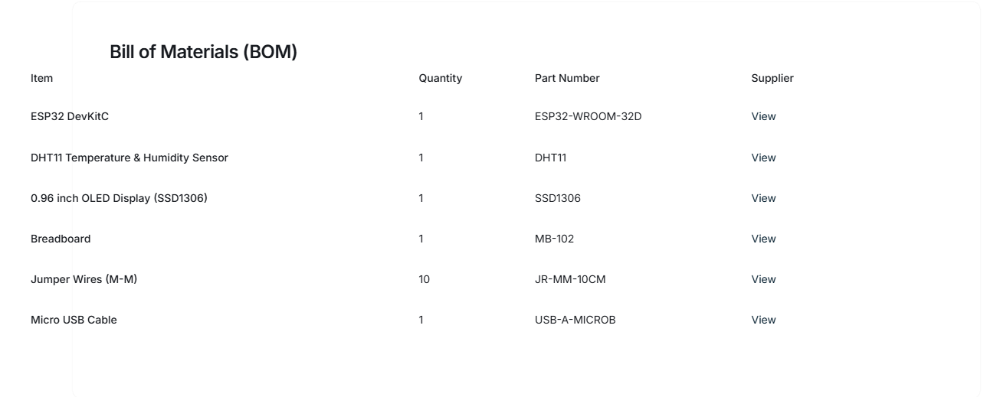 Bill of Materials (BOM)
Item Quantity Part Number Supplier
ESP32 DevKitC 1 ESP32-WROOM-32D View
DHT11 Temperature & Humidity Sensor 1 DHT11 View
0.96 inch OLED Display (SSD1306) 1 SSD1306 View
Breadboard 1 MB-102 View
Jumper Wires (M-M) 10 JR-MM-10CM View
Micro USB Cable 1 USB-A-MICROB View